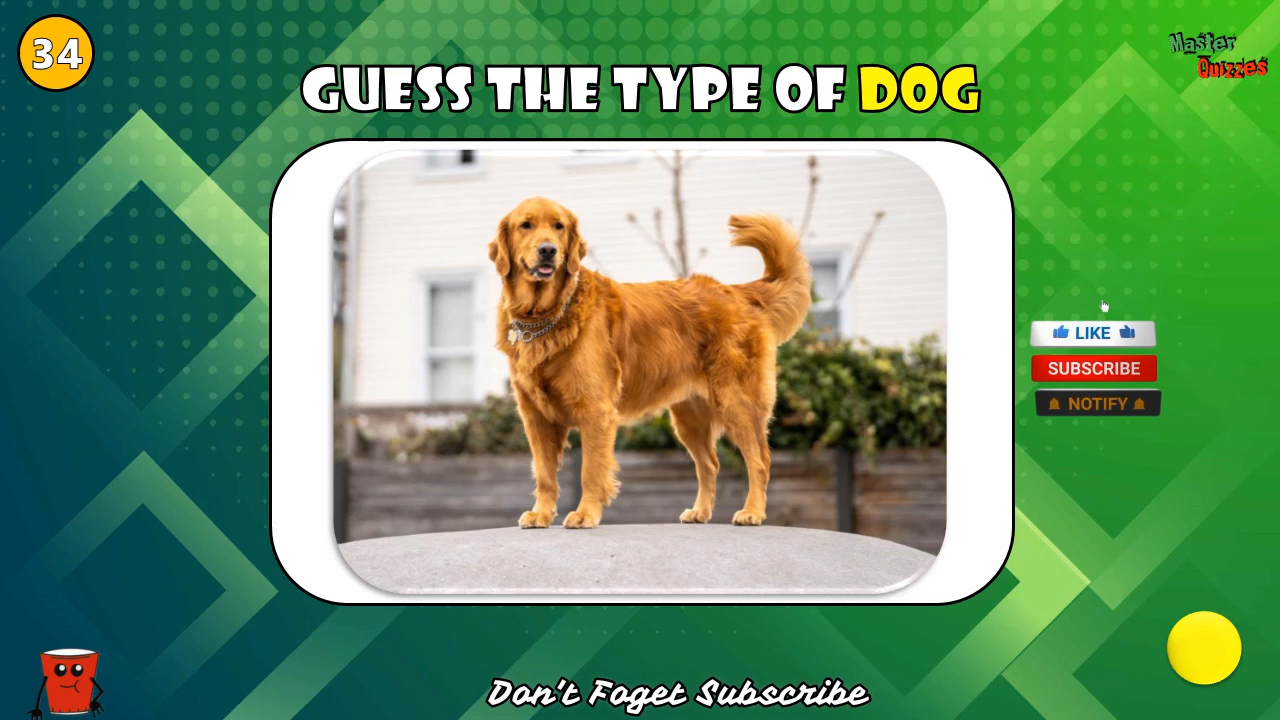 34
Master
Quizzes
GUESS THE TYPE OF DOG
LIKE
SUBSCRIBE
NOTIFY
Don't Foget Subscribe